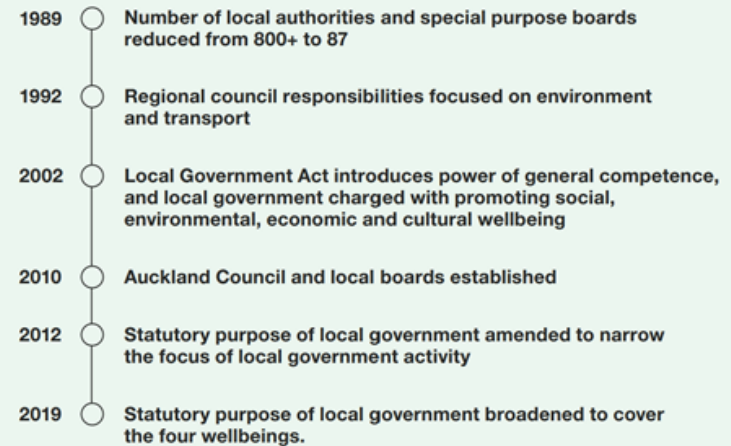 1989 Number of local authorities and special purpose boards
reduced from 800+ to 87
1992 Regional council responsibilities focused on environment
and transport
2002 Local Government Act introduces power of general competence,
and local government charged with promoting social,
environmental, economic and cultural wellbeing
2010 Auckland Council and local boards established
2012 Statutory purpose of local government amended to narrow
the focus of local government activity
2019 Statutory purpose of local government broadened to cover
the four wellbeings.